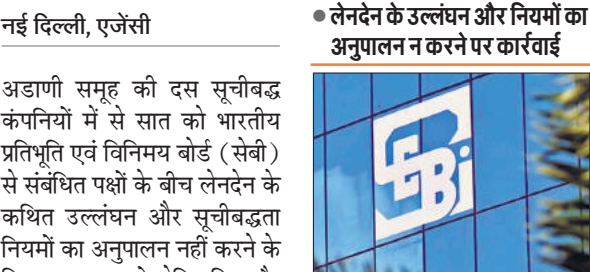 नई दिल्ली, एजेंसी
अडाणी समूह की दस सूचीबद्ध
कंपनियों में से सात को भारतीय
प्रतिभूति एवं विनिमय बोर्ड (सेबी)
से संबंधित पक्षों के बीच लेनदेन के
कथित उल्लंघन और सूचीबद्धता
नियमों का अनुपालन नहीं करने के
● लेनदेन के उल्लंघन और नियमों का
अनुपालन न करने पर कार्रवाई
SEBI